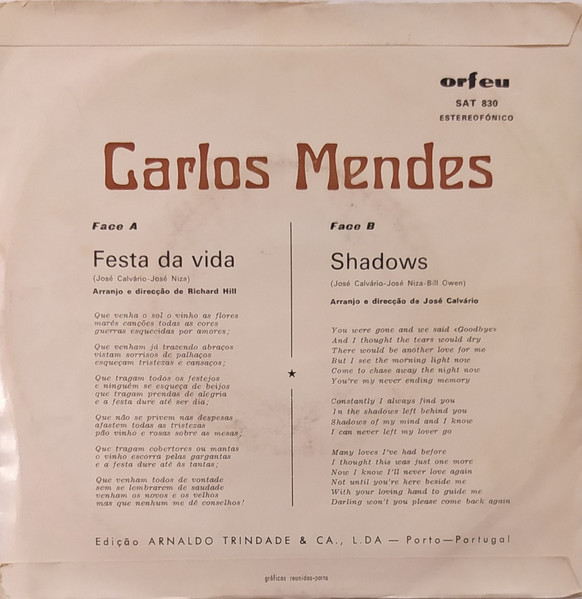 orfeu
SAT 830
ESTEREOFÓNICO
Carlos Mendes
Face A
Festa da vida
(José Calvário-José Niza)
Arranjo e direcção de Richard Hill
Que venha o sol o vinho as flores
marés canções todas as cores
guerras esquecidas por amores;
Que venham já trazendo abraços
vistam sorrisos de palhaços
esqueçam tristezas e cansaços;
Que tragam todos os festejos
e ninguém se esqueça de beijos
que tragam prendas de alegria
e a festa dure até ser dia;
Que não se privem nas despesas
afastem todas as tristezas
pão vinho e rosas sobre as mesas;
Que tragam cobertores ou mantas
o vinho escorra pelas gargantas
e a festa dure até às tantas;
Que venham todos de vontade
sem se lembrarem de saudade
venham os novos e os velhos
mas que nenhum me dê conselhos!
Face B
Shadows
(José Calvário-José Niza-Bill Owen)
Arranjo e direcção de José Calvário
You were gone and we said «Goodbye»
And I thought the tears would dry
There would be another love for me
But I see the morning light now
Come to chase away the night now
You're my never ending memory
Constantly I always find you
In the shadows left behind you
Shadows of my mind and I know
I can never left my lover go
Many loves I've had before
I thought this was just one more
Now I know I'll never love again
Not until you're here beside me
With your loving hand to guide me
Darling won't you please come back again
Edição ARNALDO TRINDADE & CA., L.DA — Porto—Portugal
gráficos reunidos-porto